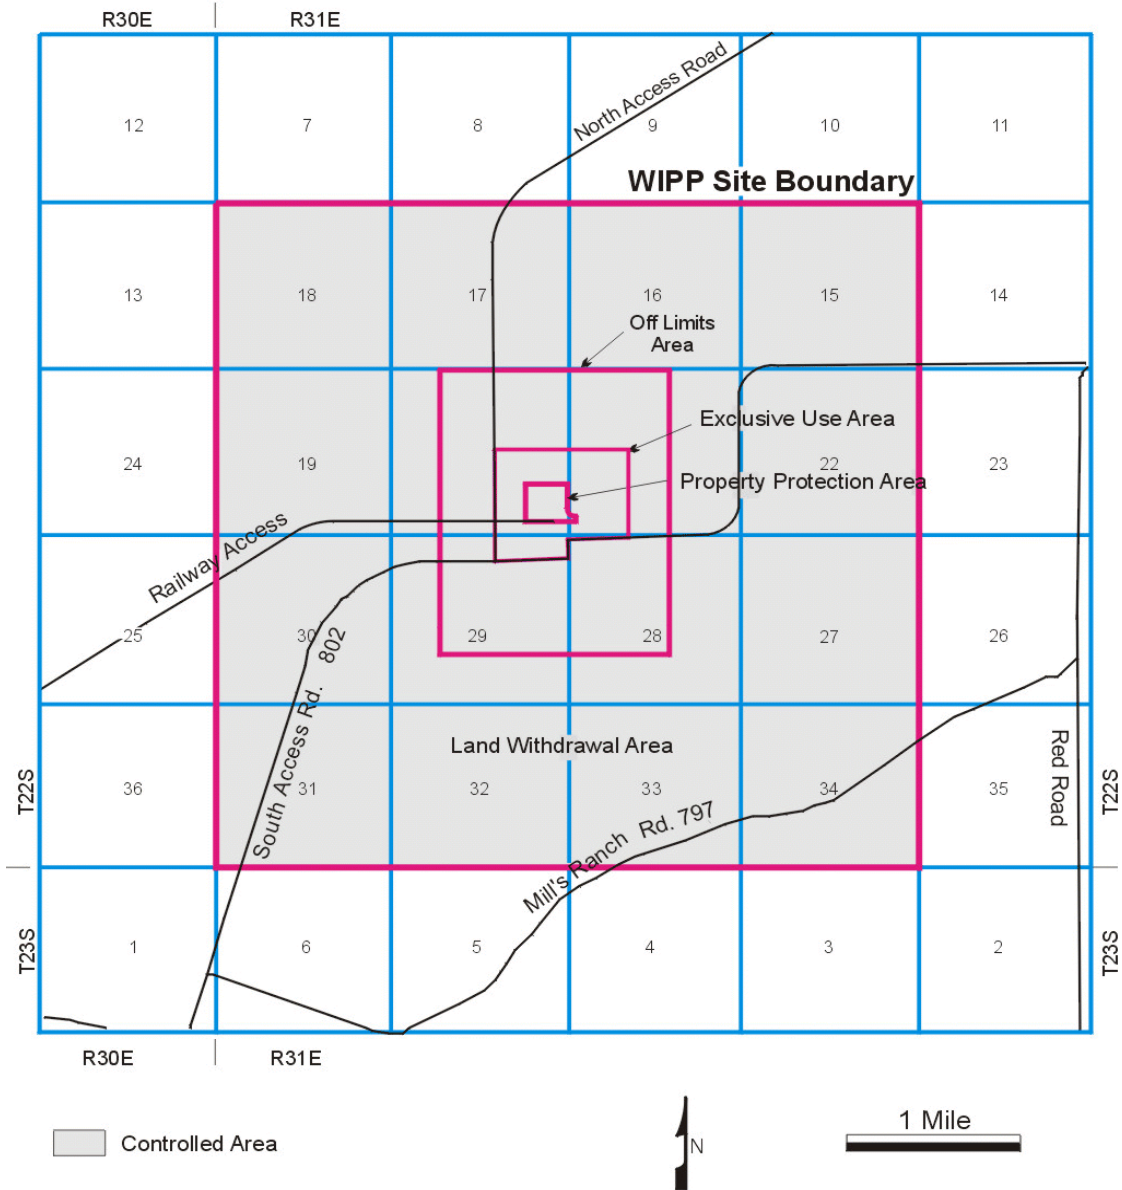 R30E R31E
North Access Road
12 7 8 9 10 11
WIPP Site Boundary
13 18 17 16 15 14
Off Limits
Area
Exclusive Use Area
24 19 22 23
Property Protection Area
Railway Access
25 30 29 28 27 26
South Access Rd. 802
Land Withdrawal Area
Red Road
T22S T22S
36 31 32 33 34 35
Mill's Ranch Rd. 797
T23S T23S
1 6 5 4 3 2
R30E R31E
1 Mile
Controlled Area
N